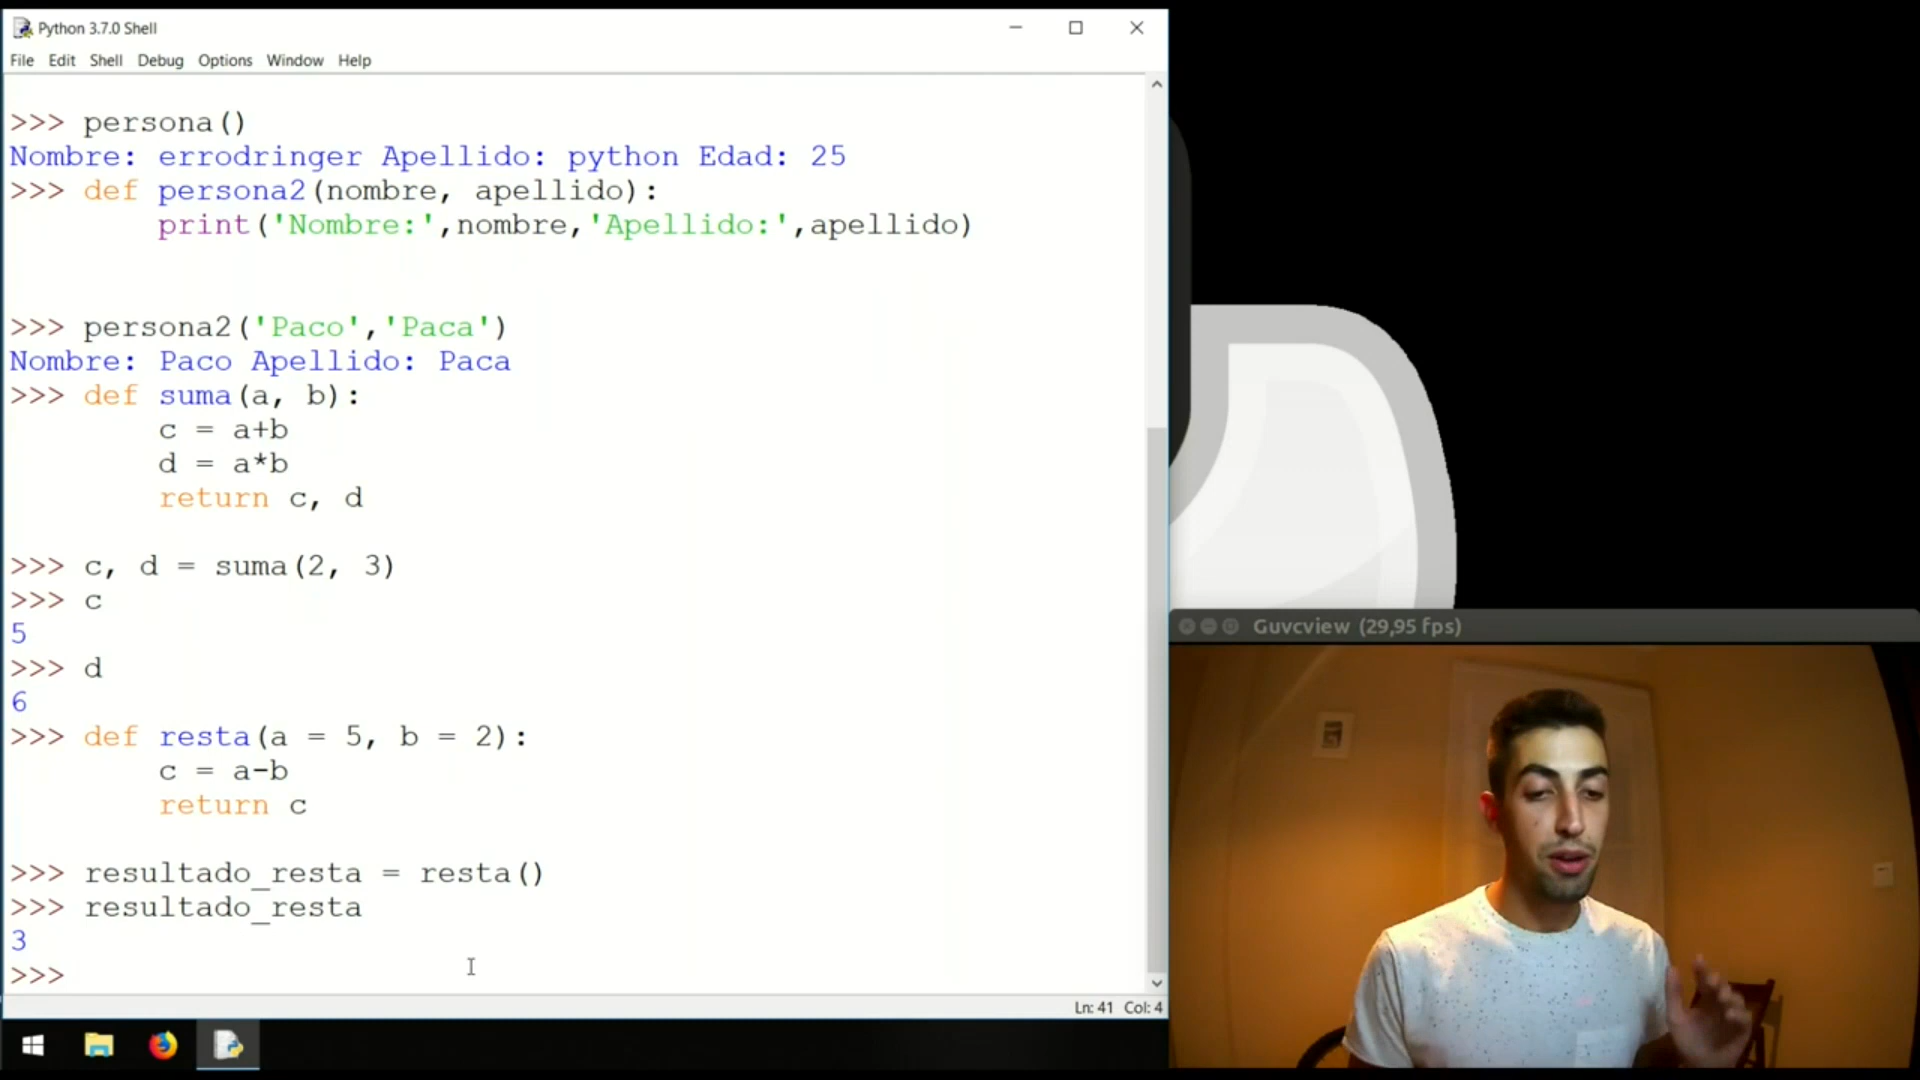 Python 3.7.0 Shell
File Edit Shell Debug Options Window Help
>>> persona()
Nombre: errodringer Apellido: python Edad: 25
>>> def persona2(nombre, apellido):
print('Nombre:',nombre,'Apellido:',apellido)
>>> persona2('Paco','Paca')
Nombre: Paco Apellido: Paca
>>> def suma(a, b):
c = a+b
d = a*b
return c, d
>>> c, d = suma(2, 3)
>>> c
5
>>> d
6
>>> def resta(a = 5, b = 2):
c = a-b
return c
>>> resultado_resta = resta()
>>> resultado_resta
3
>>>
Ln: 41 Col: 4
Guvcview (29,95 fps)